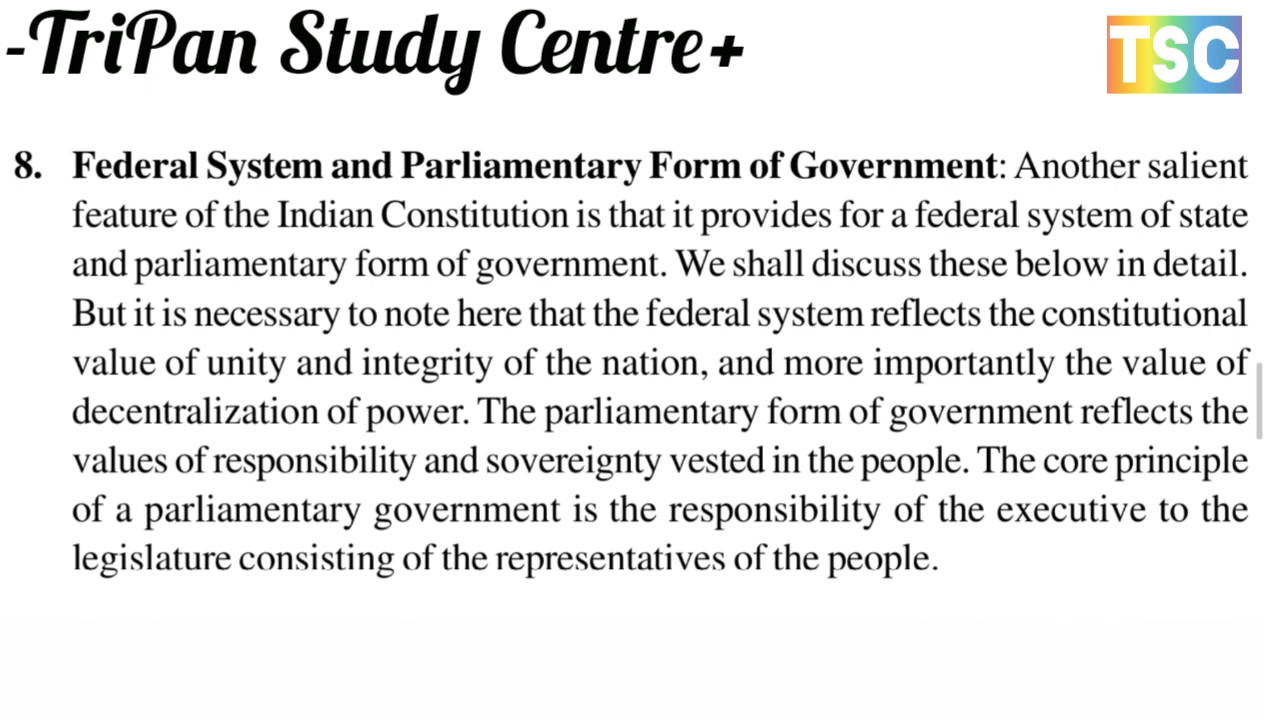 -TriPan Study Centre+
TSC
8. Federal System and Parliamentary Form of Government: Another salient
feature of the Indian Constitution is that it provides for a federal system of state
and parliamentary form of government. We shall discuss these below in detail.
But it is necessary to note here that the federal system reflects the constitutional
value of unity and integrity of the nation, and more importantly the value of
decentralization of power. The parliamentary form of government reflects the
values of responsibility and sovereignty vested in the people. The core principle
of a parliamentary government is the responsibility of the executive to the
legislature consisting of the representatives of the people.